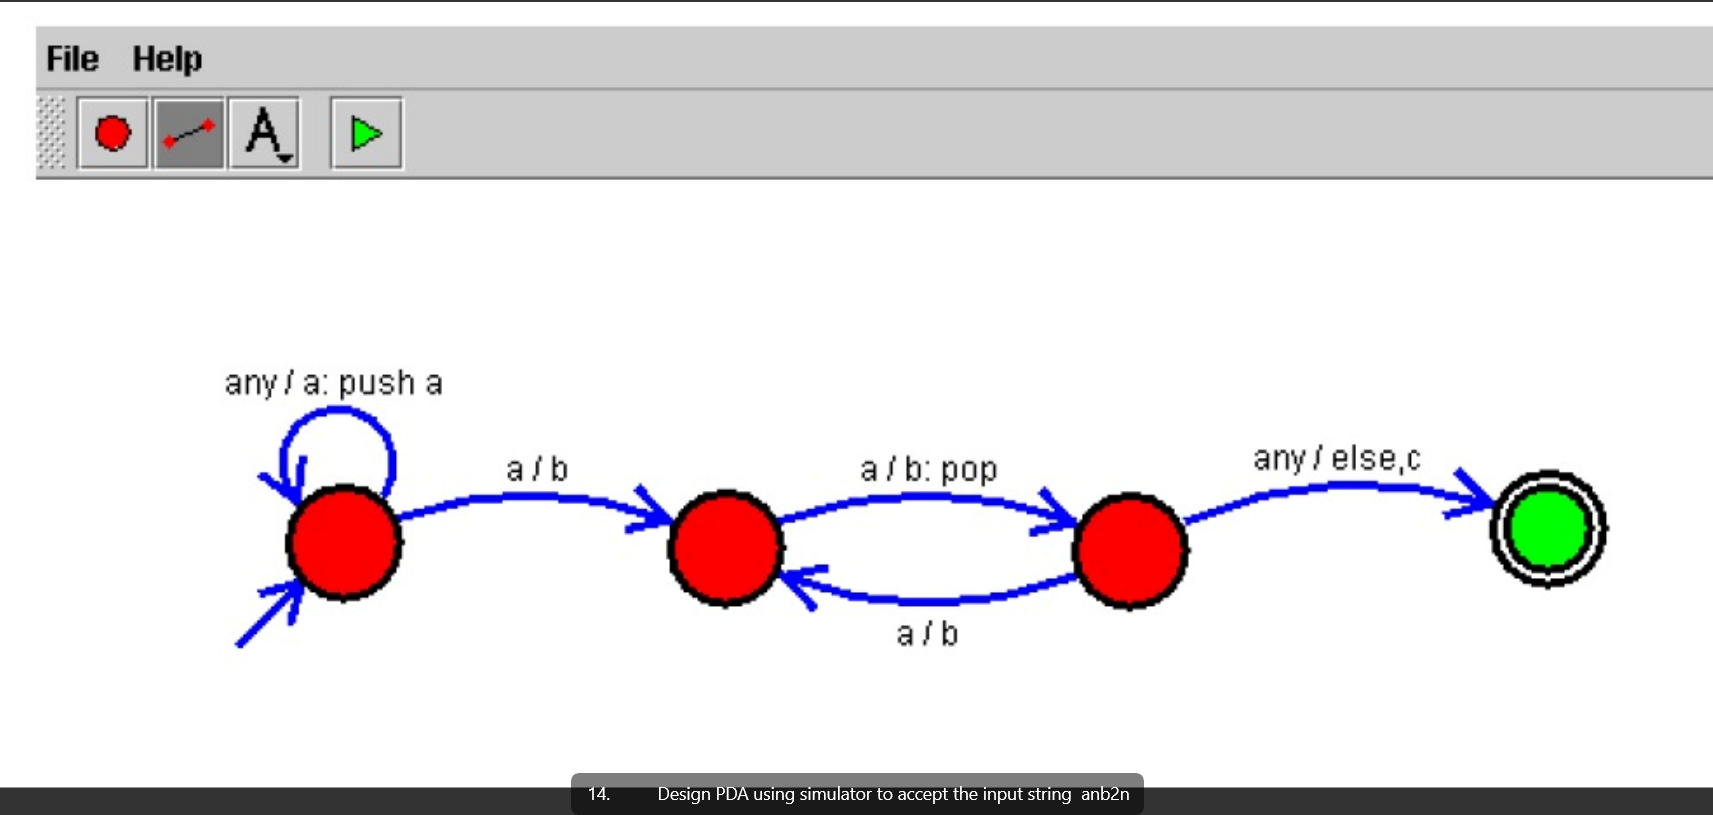 File Help
A
any / a: push a
a / b
a / b: pop
any / else,c
a / b
14. Design PDA using simulator to accept the input string anb2n